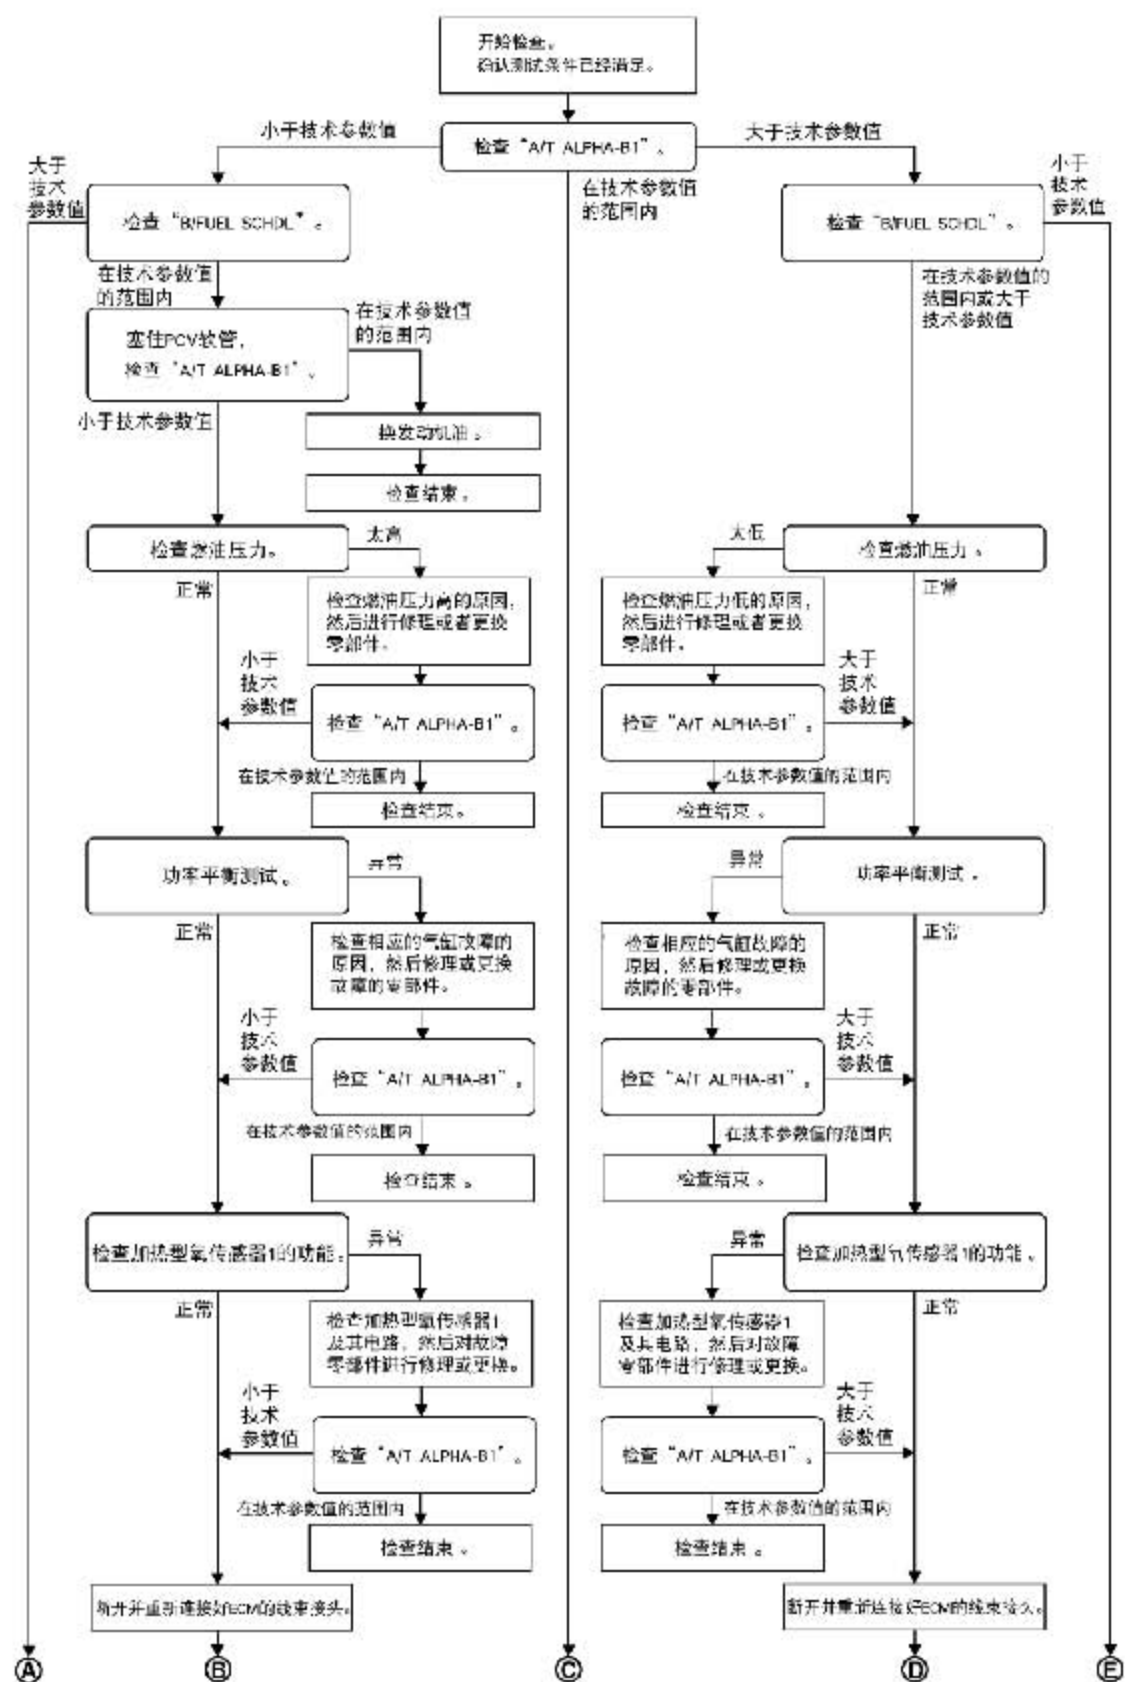 开始检查。
确认测试条件已经满足。
小于技术参数值
检查“A/T ALPHA-B1”。
大于技术参数值
大于
技术
参数值
检查“B/FUEL SCHDL”。
在技术参数值
的范围内
检查“B/FUEL SCHDL”。
小于
技术
参数值
在技术参数值
的范围内
塞住PCV软管,
检查“A/T ALPHA-B1”。
在技术参数值
的范围内
在技术参数值的
范围内或大于
技术参数值
小于技术参数值
换发动机油。
检查结束。
检查燃油压力。
太高
太低
检查燃油压力。
正常
检查燃油压力高的原因,
然后进行修理或者更换
零部件。
检查燃油压力低的原因,
然后进行修理或者更换
零部件。
正常
小于
技术
参数值
检查“A/T ALPHA-B1”。
检查“A/T ALPHA-B1”。
大于
技术
参数值
在技术参数值的范围内
在技术参数值的范围内
检查结束。
检查结束。
功率平衡测试。
异常
异常
功率平衡测试。
正常
检查相应的气缸故障的
原因，然后修理或更换
故障的零部件。
检查相应的气缸故障的
原因，然后修理或更换
故障的零部件。
正常
小于
技术
参数值
检查“A/T ALPHA-B1”。
检查“A/T ALPHA-B1”。
大于
技术
参数值
在技术参数值的范围内
在技术参数值的范围内
检查结束。
检查结束。
检查加热型氧传感器1的功能。
异常
异常
检查加热型氧传感器1的功能。
正常
检查加热型氧传感器1
及其电路，然后对故障
零部件进行修理或更换。
检查加热型氧传感器1
及其电路，然后对故障
零部件进行修理或更换。
正常
小于
技术
参数值
检查“A/T ALPHA-B1”。
检查“A/T ALPHA-B1”。
大于
技术
参数值
在技术参数值的范围内
在技术参数值的范围内
检查结束。
检查结束。
断开并重新连接好ECM的线束接头。
断开并重新连接好ECM的线束接头。
A
B
C
D
E